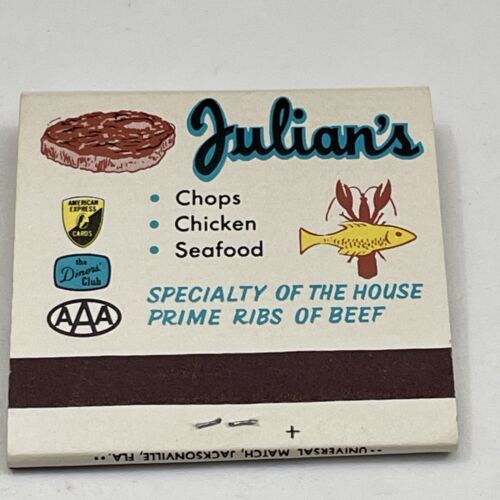 Julian's
• Chops
• Chicken
• Seafood
AMERICAN
EXPRESS
CARDS
the
Diners'
Club
AAA
SPECIALTY OF THE HOUSE
PRIME RIBS OF BEEF
+
·· UNIVERSAL MATCH, JACKSONVILLE, FLA. ··